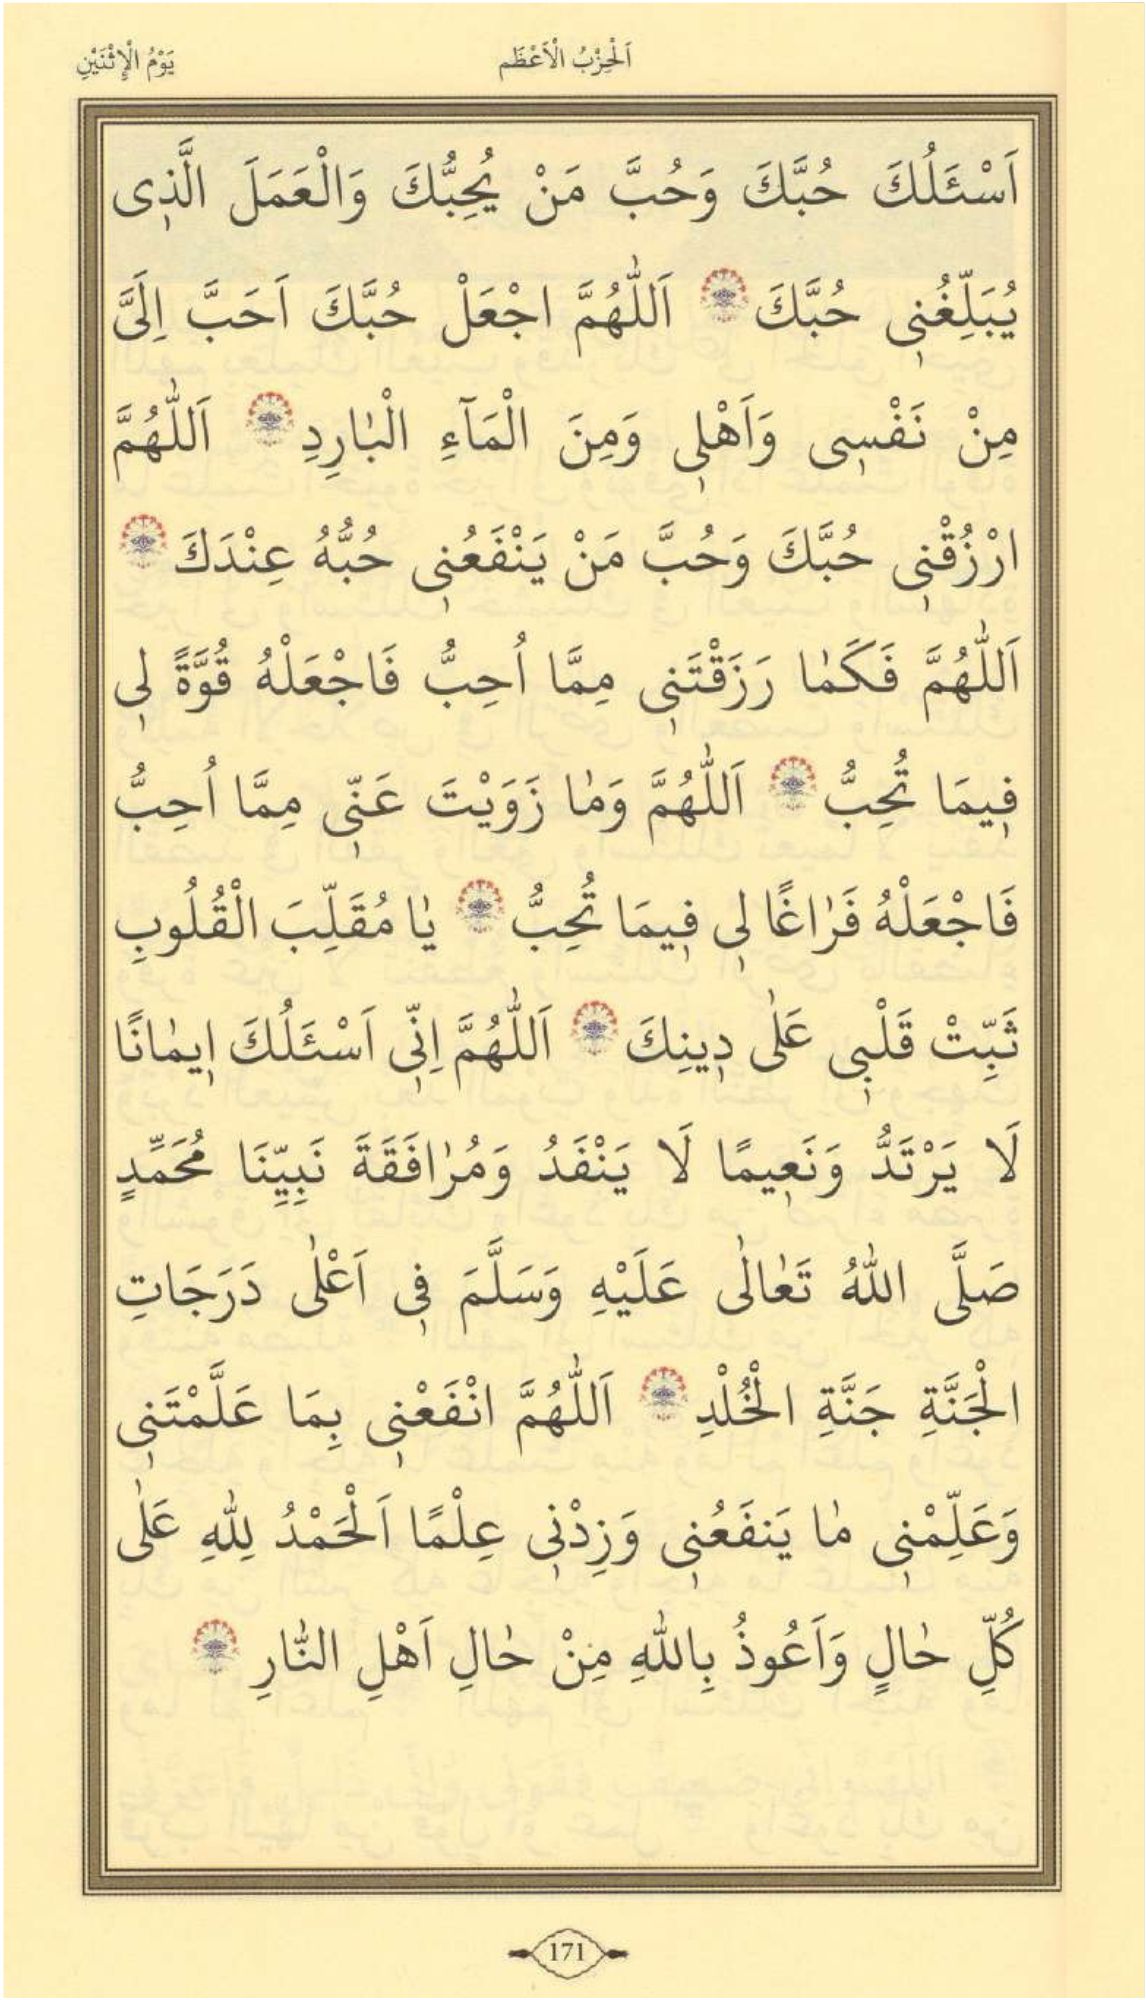 اَلْحِزْبُ الْاَعْظَم
يَوْمُ الْاِثْنَيْنِ
اَسْئَلُكَ حُبَّكَ وَحُبَّ مَنْ يُحِبُّكَ وَالْعَمَلَ الَّذٖى
يُبَلِّغُنٖى حُبَّكَ اَللّٰهُمَّ اجْعَلْ حُبَّكَ اَحَبَّ اِلَىَّ
مِنْ نَفْسٖى وَاَهْلٖى وَمِنَ الْمَآءِ الْبٰارِدِ اَللّٰهُمَّ
ارْزُقْنٖى حُبَّكَ وَحُبَّ مَنْ يَنْفَعُنٖى حُبُّهُ عِنْدَكَ
اَللّٰهُمَّ فَكَمٰا رَزَقْتَنٖى مِمَّا اُحِبُّ فَاجْعَلْهُ قُوَّةً لٖى
فٖيمَا تُحِبُّ اَللّٰهُمَّ وَمٰا زَوَيْتَ عَنّٖى مِمَّا اُحِبُّ
فَاجْعَلْهُ فَرٰاغًا لٖى فٖيمَا تُحِبُّ يٰا مُقَلِّبَ الْقُلُوبِ
ثَبِّتْ قَلْبٖى عَلٰى دٖينِكَ اَللّٰهُمَّ اِنّٖى اَسْئَلُكَ اٖيمٰانًا
لَا يَرْتَدُّ وَنَعٖيمًا لَا يَنْفَدُ وَمُرٰافَقَةَ نَبِيِّنَا مُحَمَّدٍ
صَلَّى اللّٰهُ تَعٰالٰى عَلَيْهِ وَسَلَّمَ فٖى اَعْلٰى دَرَجَاتِ
الْجَنَّةِ جَنَّةِ الْخُلْدِ اَللّٰهُمَّ انْفَعْنٖى بِمَا عَلَّمْتَنٖى
وَعَلِّمْنٖى مٰا يَنفَعُنٖى وَزِدْنٖى عِلْمًا اَلْحَمْدُ لِلّٰهِ عَلٰى
كُلِّ حٰالٍ وَاَعُوذُ بِاللّٰهِ مِنْ حٰالِ اَهْلِ النّٰارِ
171